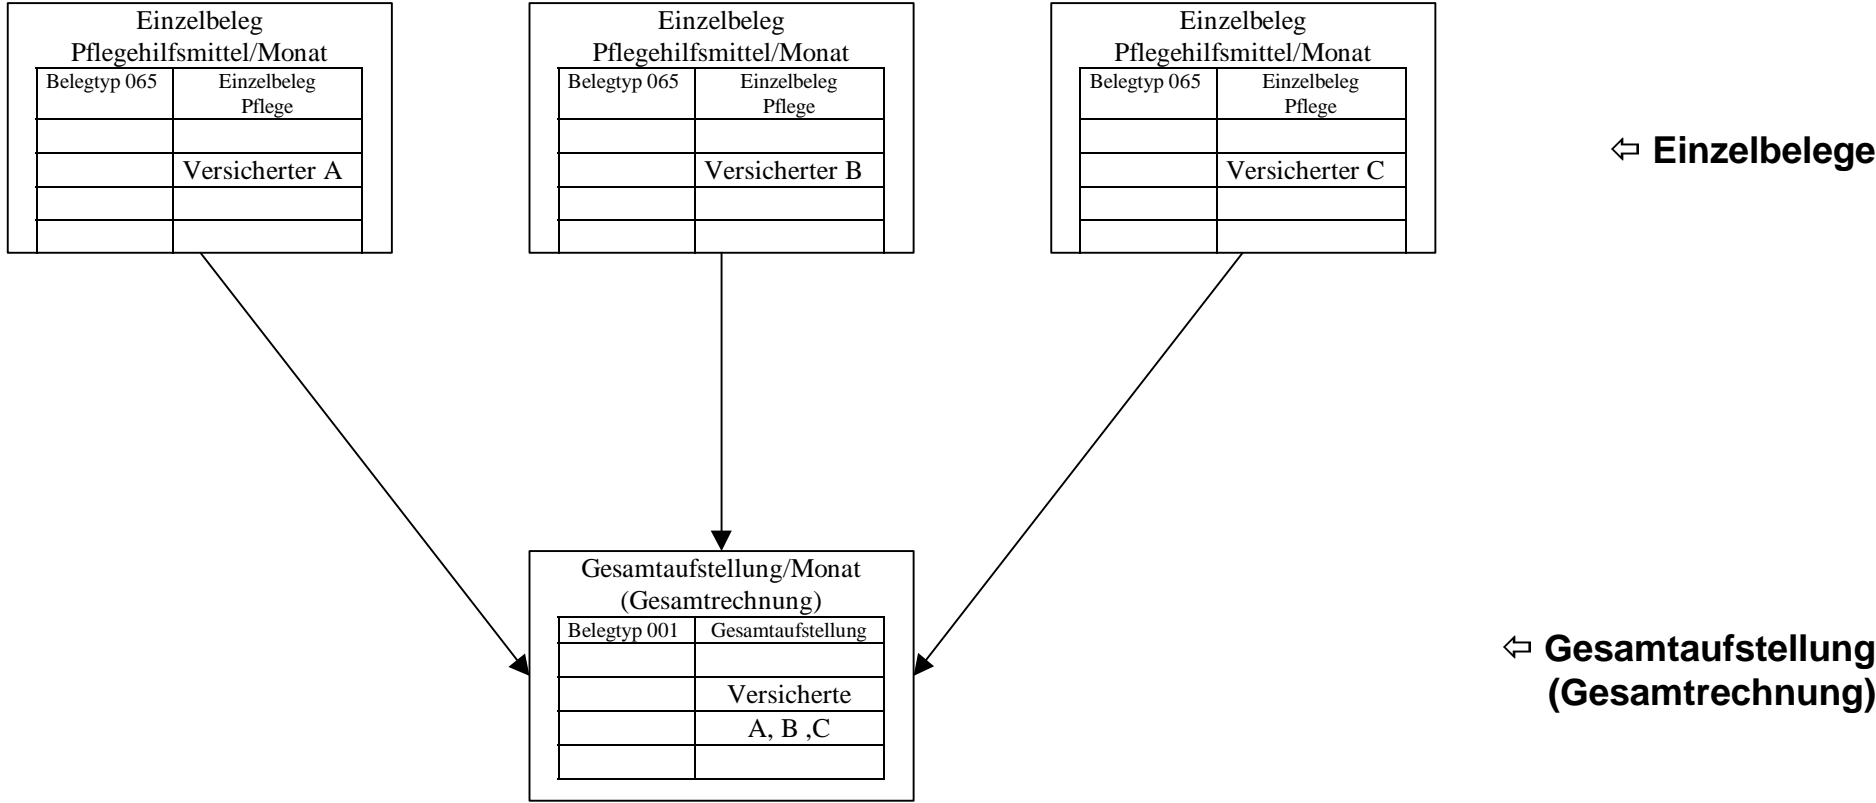 Einzelbeleg
Pflegehilfsmittel/Monat
Belegtyp 065 Einzelbeleg
Pflege
Versicherter A
Einzelbeleg
Pflegehilfsmittel/Monat
Belegtyp 065 Einzelbeleg
Pflege
Versicherter B
Einzelbeleg
Pflegehilfsmittel/Monat
Belegtyp 065 Einzelbeleg
Pflege
Versicherter C
⇦ Einzelbelege
Gesamtaufstellung/Monat
(Gesamtrechnung)
Belegtyp 001 Gesamtaufstellung
Versicherte
A, B ,C
⇦ Gesamtaufstellung
(Gesamtrechnung)